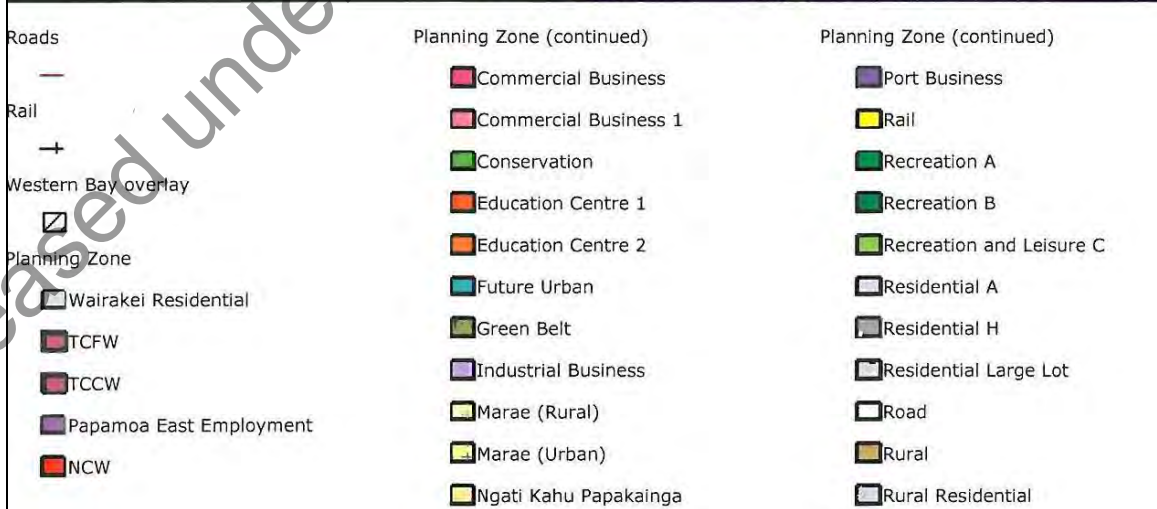 Roads
Rail
Western Bay overlay
Planning Zone
Wairakei Residential
TCFW
TCCW
Papamoa East Employment
NCW
Planning Zone (continued)
Commercial Business
Commercial Business 1
Conservation
Education Centre 1
Education Centre 2
Future Urban
Green Belt
Industrial Business
Marae (Rural)
Marae (Urban)
Ngati Kahu Papakainga
Planning Zone (continued)
Port Business
Rail
Recreation A
Recreation B
Recreation and Leisure C
Residential A
Residential H
Residential Large Lot
Road
Rural
Rural Residential